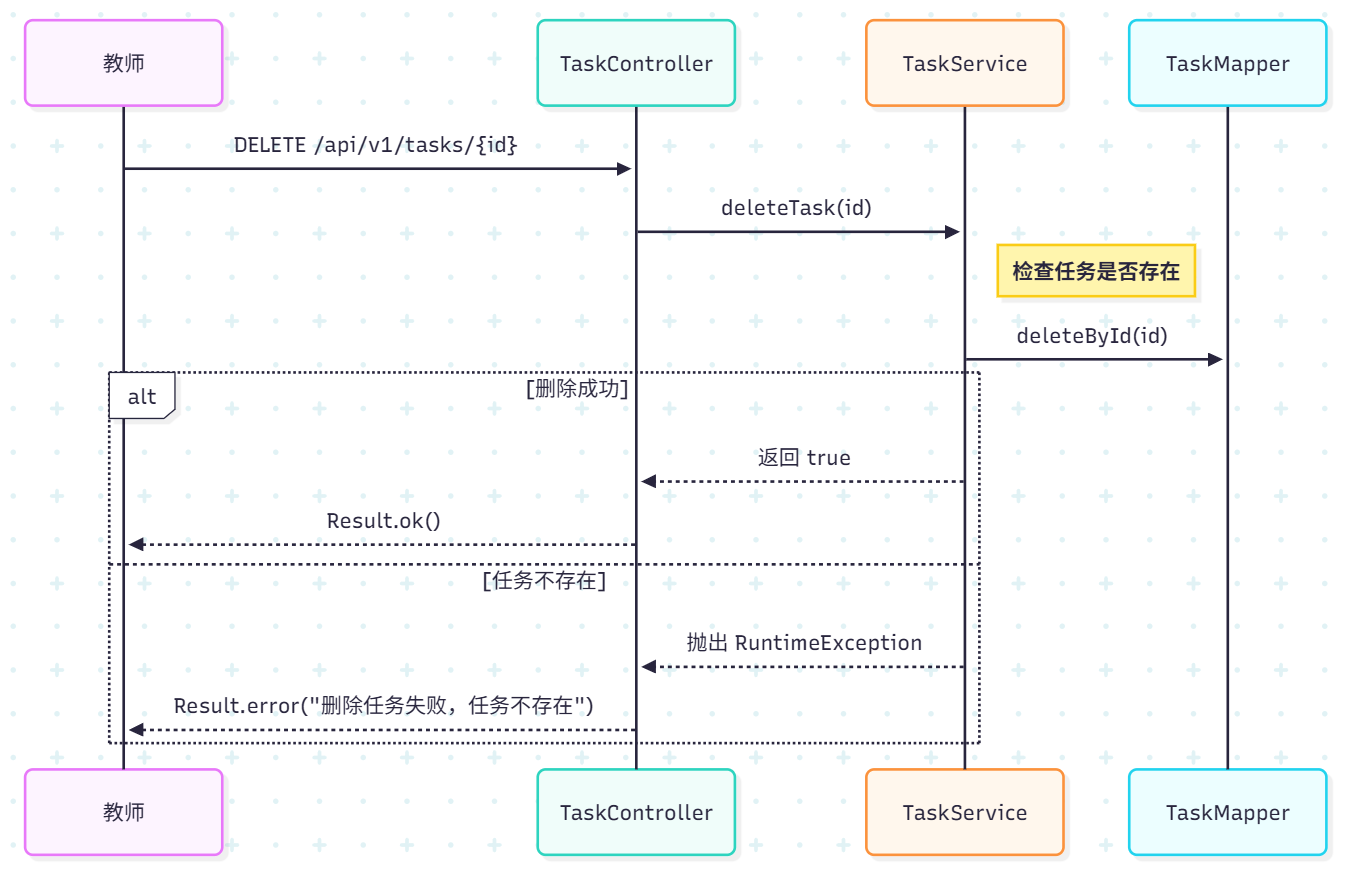 教师
TaskController
TaskService
TaskMapper
DELETE /api/v1/tasks/{id}
deleteTask(id)
检查任务是否存在
deleteById(id)
alt
[删除成功]
返回 true
Result.ok()
[任务不存在]
抛出 RuntimeException
Result.error("删除任务失败，任务不存在")
教师
TaskController
TaskService
TaskMapper